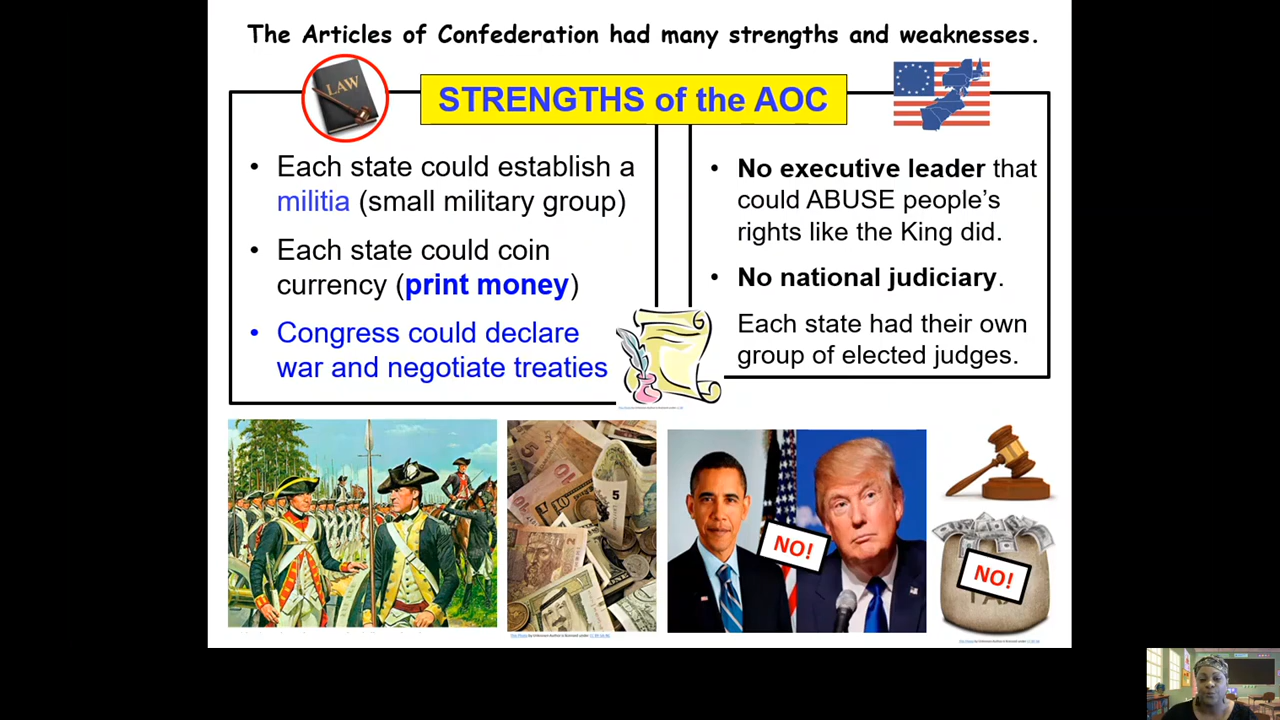 The Articles of Confederation had many strengths and weaknesses.
LAW
STRENGTHS of the AOC
• Each state could establish a
militia (small military group)
• Each state could coin
currency (print money)
• Congress could declare
war and negotiate treaties
• No executive leader that
could ABUSE people's
rights like the King did.
• No national judiciary.
Each state had their own
group of elected judges.
NO!
NO!